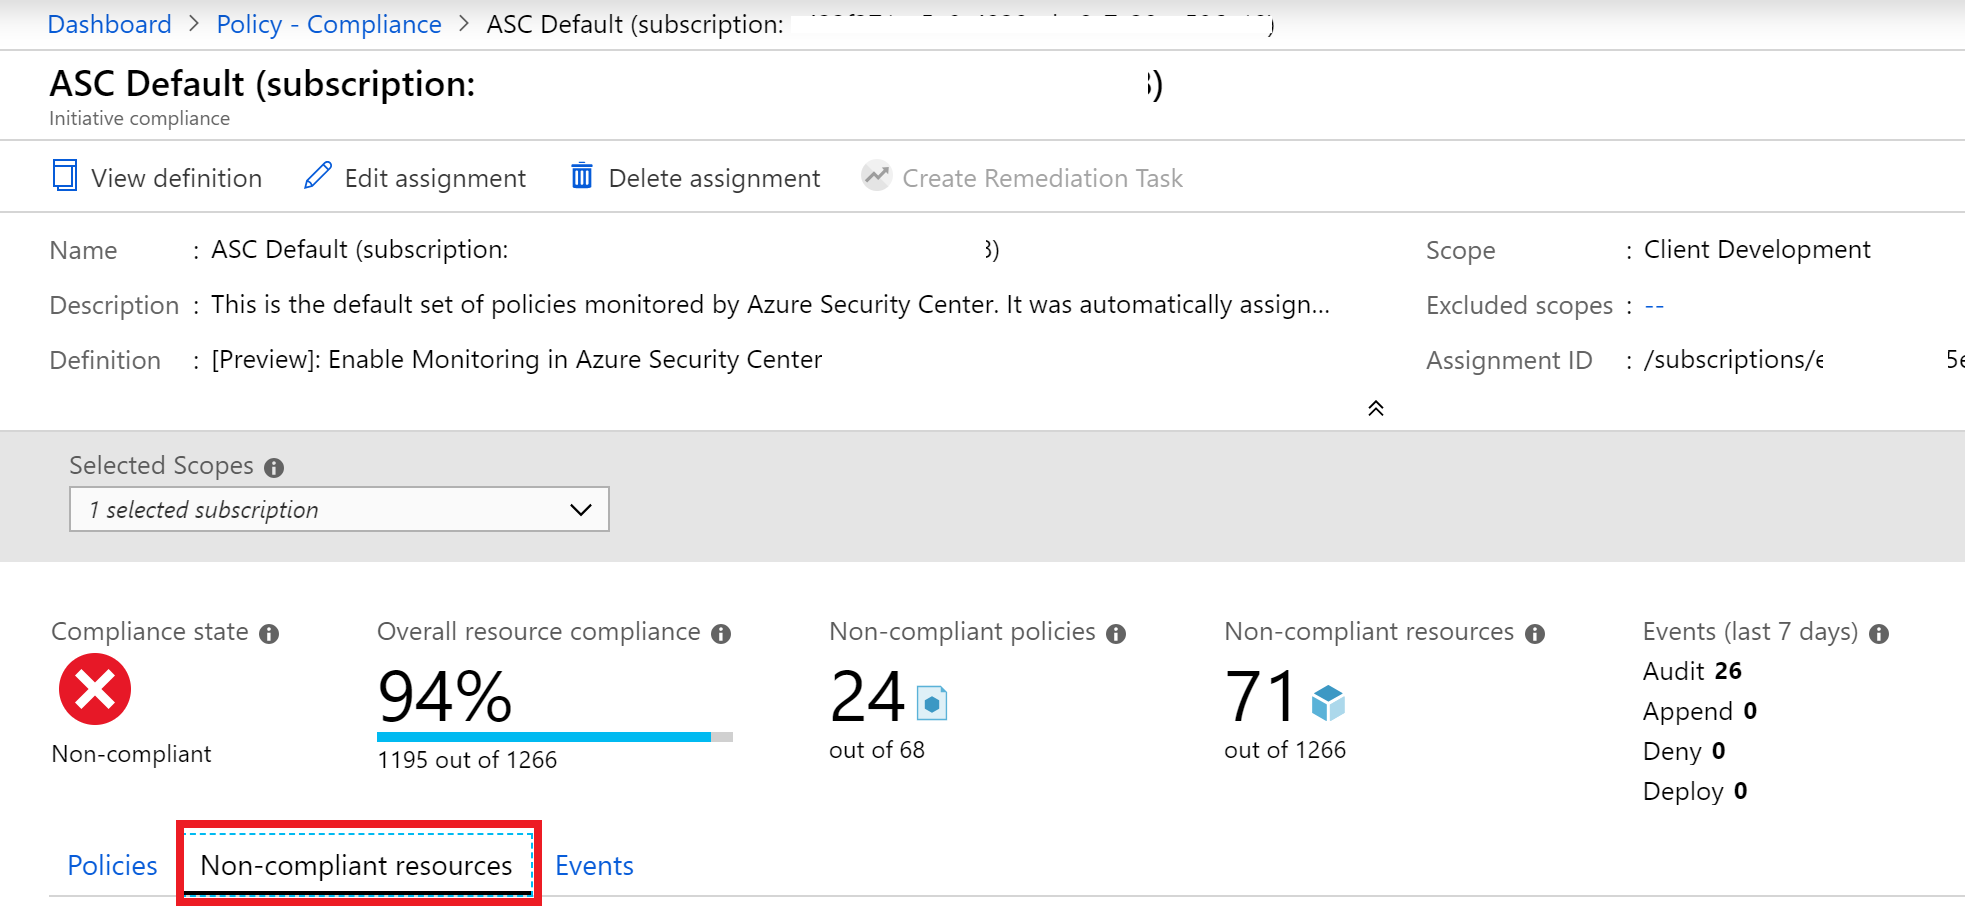 Dashboard > Policy - Compliance > ASC Default (subscription: )
ASC Default (subscription: )
Initiative compliance
View definition Edit assignment Delete assignment Create Remediation Task
Name : ASC Default (subscription: 3) Scope : Client Development
Description : This is the default set of policies monitored by Azure Security Center. It was automatically assign... Excluded scopes : --
Definition : [Preview]: Enable Monitoring in Azure Security Center Assignment ID : /subscriptions/e 5e
Selected Scopes
1 selected subscription
Compliance state Overall resource compliance Non-compliant policies Non-compliant resources Events (last 7 days)
94% 24 71 Audit 26
Append 0
Non-compliant 1195 out of 1266 out of 68 out of 1266 Deny 0
Deploy 0
Policies Non-compliant resources Events